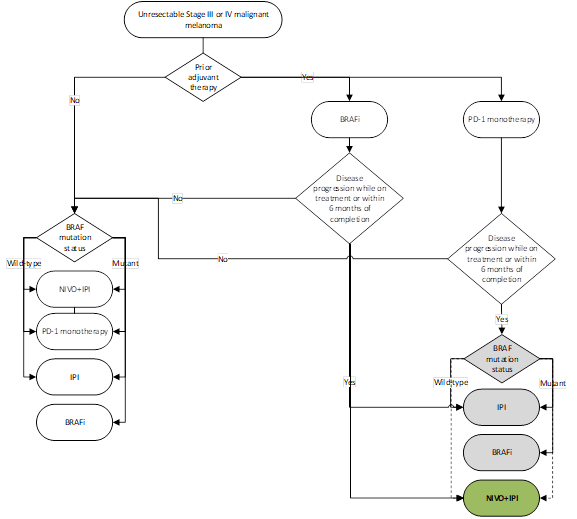 Unresectable Stage III or IV malignant
melanoma
Prior
adjuvant
therapy
Yes
No
BRAFi
PD-1 monotherapy
Disease
progression while on
treatment or within
6 months of
completion
No
BRAF
mutation
status
Disease
progression while on
treatment or within
6 months of
completion
No
Wild-type
Mutant
NIVO+IPI
PD-1 monotherapy
IPI
BRAFi
Yes
BRAF
mutation
status
Yes
Wild-type
Mutant
IPI
BRAFi
NIVO+IPI